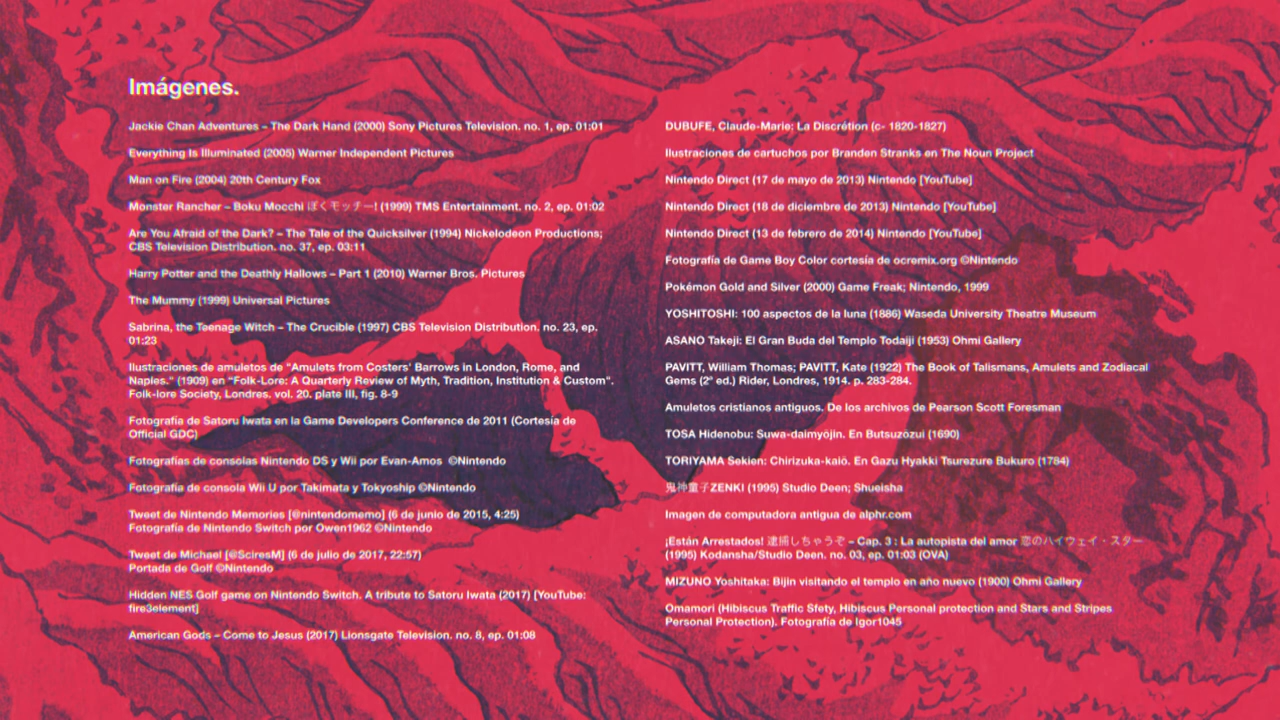 Imágenes.
Jackie Chan Adventures – The Dark Hand (2000) Sony Pictures Television. no. 1, ep. 01:01
Everything Is Illuminated (2005) Warner Independent Pictures
Man on Fire (2004) 20th Century Fox
Monster Rancher – Boku Mocchi ぼくモッチー! (1999) TMS Entertainment. no. 2, ep. 01:02
Are You Afraid of the Dark? – The Tale of the Quicksilver (1994) Nickelodeon Productions;
CBS Television Distribution. no. 37, ep. 03:11
Harry Potter and the Deathly Hallows – Part 1 (2010) Warner Bros. Pictures
The Mummy (1999) Universal Pictures
Sabrina, the Teenage Witch – The Crucible (1997) CBS Television Distribution. no. 23, ep.
01:23
Ilustraciones de amuletos de "Amulets from Costers' Barrows in London, Rome, and
Naples." (1909) en "Folk-Lore: A Quarterly Review of Myth, Tradition, Institution & Custom".
Folk-lore Society, Londres. vol. 20. plate III, fig. 8-9
Fotografía de Satoru Iwata en la Game Developers Conference de 2011 (Cortesía de
Official GDC)
Fotografías de consolas Nintendo DS y Wii por Evan-Amos ©Nintendo
Fotografía de consola Wii U por Takimata y Tokyoship ©Nintendo
Tweet de Nintendo Memories [@nintendomemo] (6 de junio de 2015, 4:25)
Fotografía de Nintendo Switch por Owen1962 ©Nintendo
Tweet de Michael [@SciresM] (6 de julio de 2017, 22:57)
Portada de Golf ©Nintendo
Hidden NES Golf game on Nintendo Switch. A tribute to Satoru Iwata (2017) [YouTube:
fire3element]
American Gods – Come to Jesus (2017) Lionsgate Television. no. 8, ep. 01:08
DUBUFE, Claude-Marie: La Discrétion (c- 1820-1827)
Ilustraciones de cartuchos por Branden Stranks en The Noun Project
Nintendo Direct (17 de mayo de 2013) Nintendo [YouTube]
Nintendo Direct (18 de diciembre de 2013) Nintendo [YouTube]
Nintendo Direct (13 de febrero de 2014) Nintendo [YouTube]
Fotografía de Game Boy Color cortesía de ocremix.org ©Nintendo
Pokémon Gold and Silver (2000) Game Freak; Nintendo, 1999
YOSHITOSHI: 100 aspectos de la luna (1886) Waseda University Theatre Museum
ASANO Takeji: El Gran Buda del Templo Todaiji (1953) Ohmi Gallery
PAVITT, William Thomas; PAVITT, Kate (1922) The Book of Talismans, Amulets and Zodiacal
Gems (2ª ed.) Rider, Londres, 1914. p. 283-284.
Amuletos cristianos antiguos. De los archivos de Pearson Scott Foresman
TOSA Hidenobu: Suwa-daimyōjin. En Butsuzōzui (1690)
TORIYAMA Sekien: Chirizuka-kaiō. En Gazu Hyakki Tsurezure Bukuro (1784)
鬼神童子ZENKI (1995) Studio Deen; Shueisha
Imagen de computadora antigua de alphr.com
¡Están Arrestados! 逮捕しちゃうぞ – Cap. 3 : La autopista del amor 恋のハイウェイ・スター
(1995) Kodansha/Studio Deen. no. 03, ep. 01:03 (OVA)
MIZUNO Yoshitaka: Bijin visitando el templo en año nuevo (1900) Ohmi Gallery
Omamori (Hibiscus Traffic Sfety, Hibiscus Personal protection and Stars and Stripes
Personal Protection). Fotografía de Igor1045